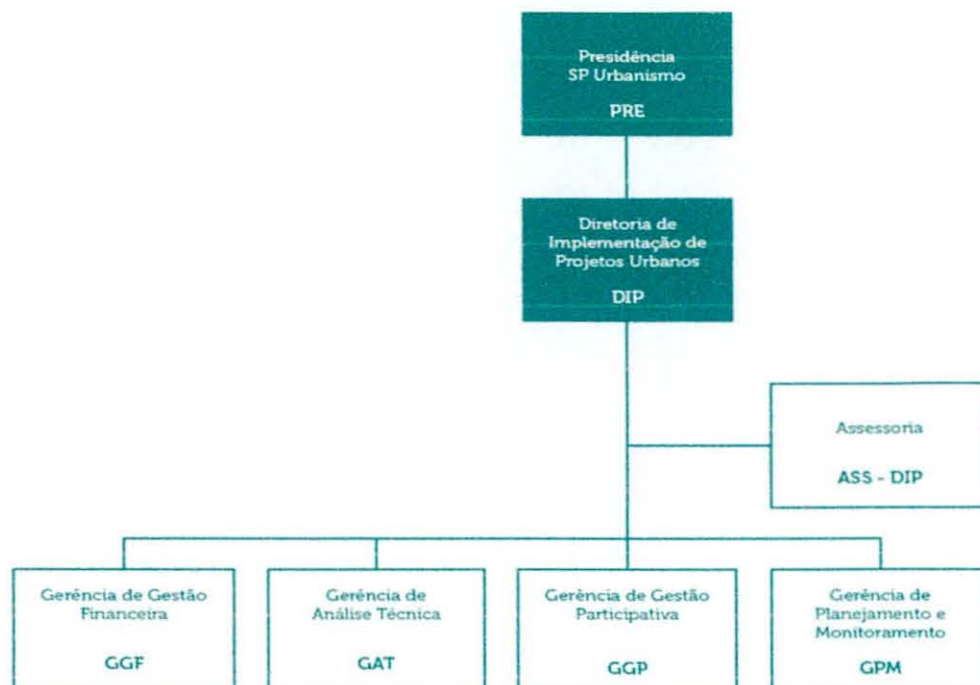 Presidência
SP Urbanismo
PRE
Diretoria de
Implementação de
Projetos Urbanos
DIP
Assessoria
ASS - DIP
Gerência de Gestão
Financeira
GGF
Gerência de
Análise Técnica
GAT
Gerência de Gestão
Participativa
GGP
Gerência de
Planejamento e
Monitoramento
GPM